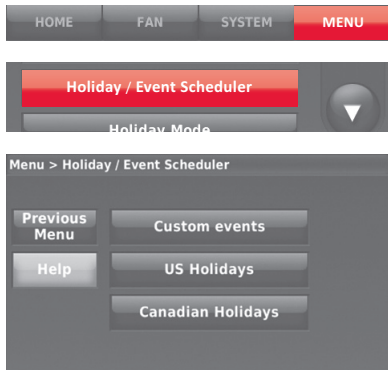 HOME FAN SYSTEM MENU
Holiday / Event Scheduler
Holiday Mode
Menu > Holiday / Event Scheduler
Previous
Menu
Custom events
Help
US Holidays
Canadian Holidays